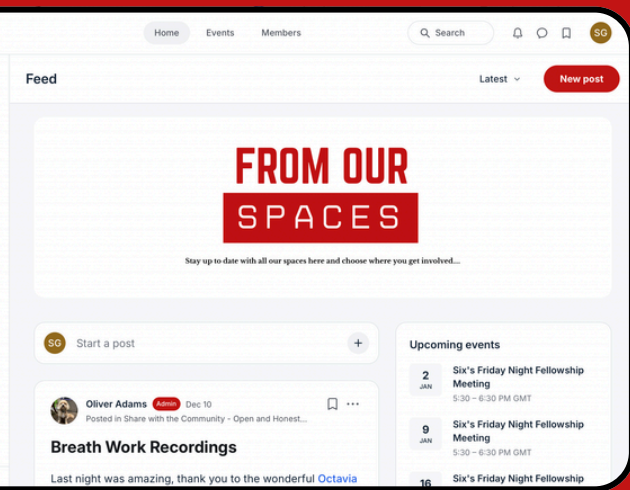 Home Events Members Search SG
Feed Latest New post
FROM OUR
SPACES
Stay up to date with all our spaces here and choose where you get involved....
SG Start a post +
Oliver Adams Admin Dec 10
Posted in Share with the Community - Open and Honest...
Breath Work Recordings
Last night was amazing, thank you to the wonderful Octavia
Upcoming events
2 JAN
Six's Friday Night Fellowship
Meeting
5:30 – 6:30 PM GMT
9 JAN
Six's Friday Night Fellowship
Meeting
5:30 – 6:30 PM GMT
16
Six's Friday Night Fellowship